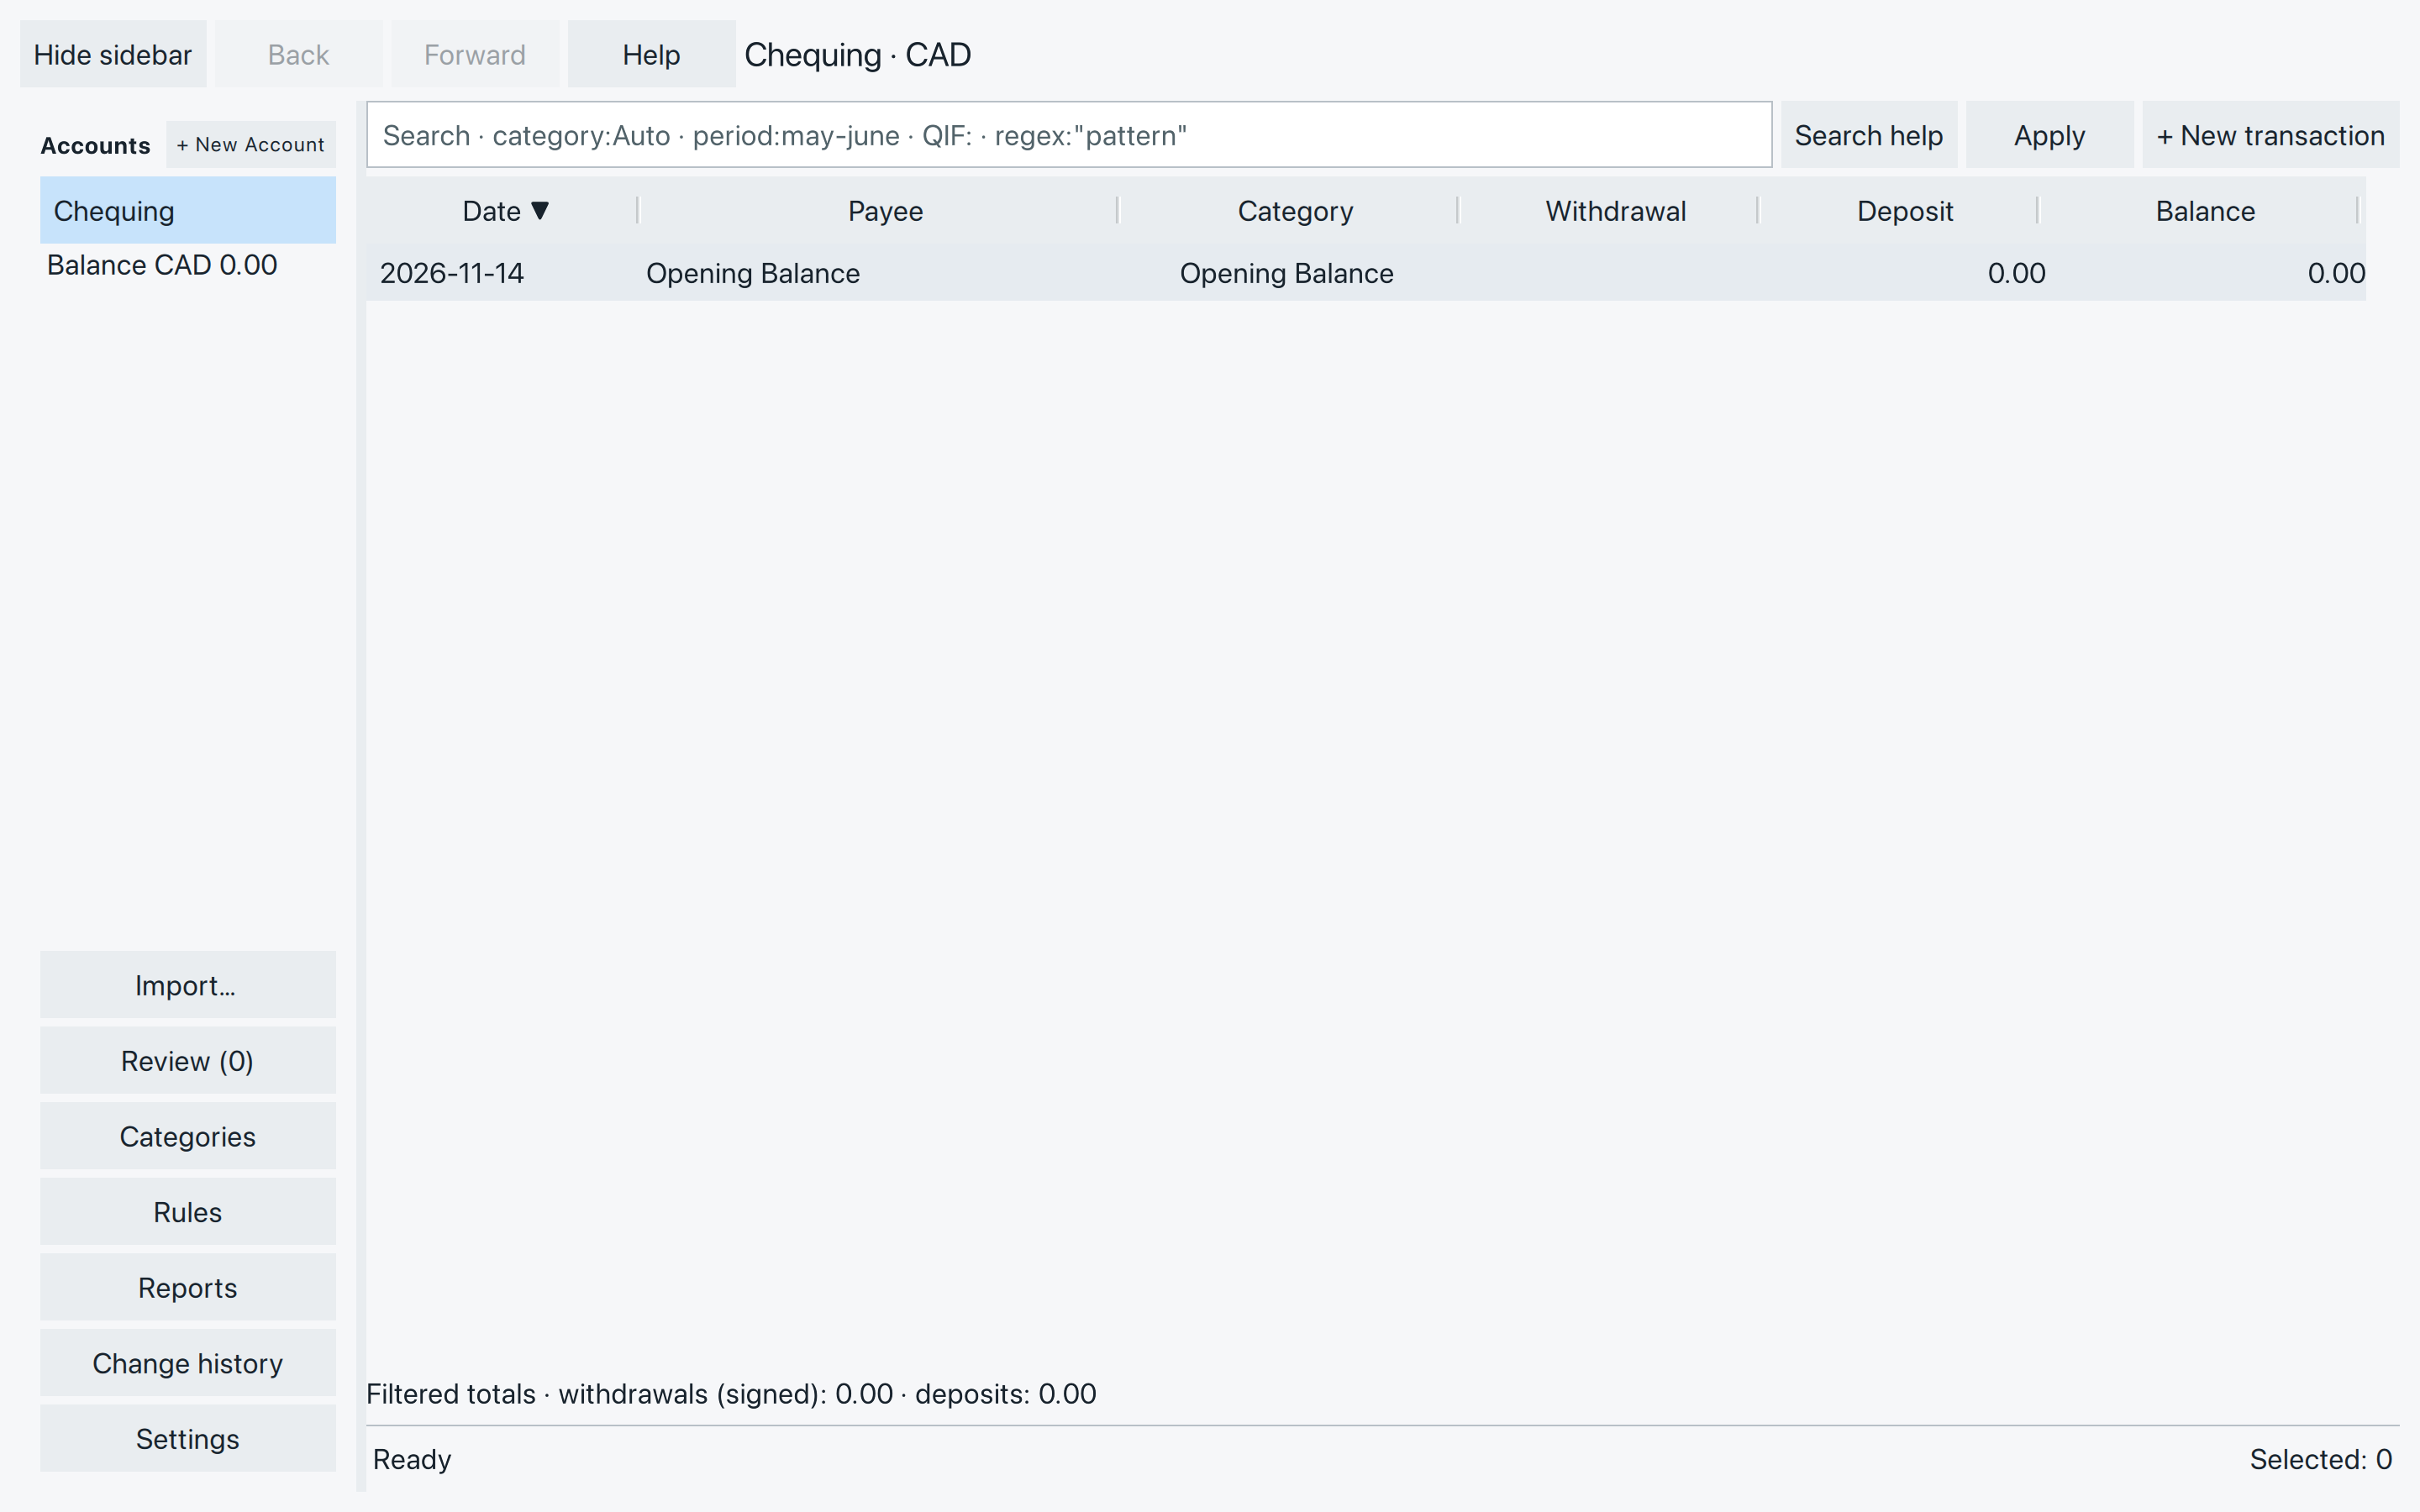 Hide sidebar Back Forward Help Chequing · CAD
Accounts + New Account
Search · category:Auto · period:may-june · QIF: · regex:"pattern" Search help Apply + New transaction
Chequing
Balance CAD 0.00
Date ▼ Payee Category Withdrawal Deposit Balance
2026-11-14 Opening Balance Opening Balance 0.00 0.00
Import...
Review (0)
Categories
Rules
Reports
Change history
Settings
Filtered totals · withdrawals (signed): 0.00 · deposits: 0.00
Ready Selected: 0